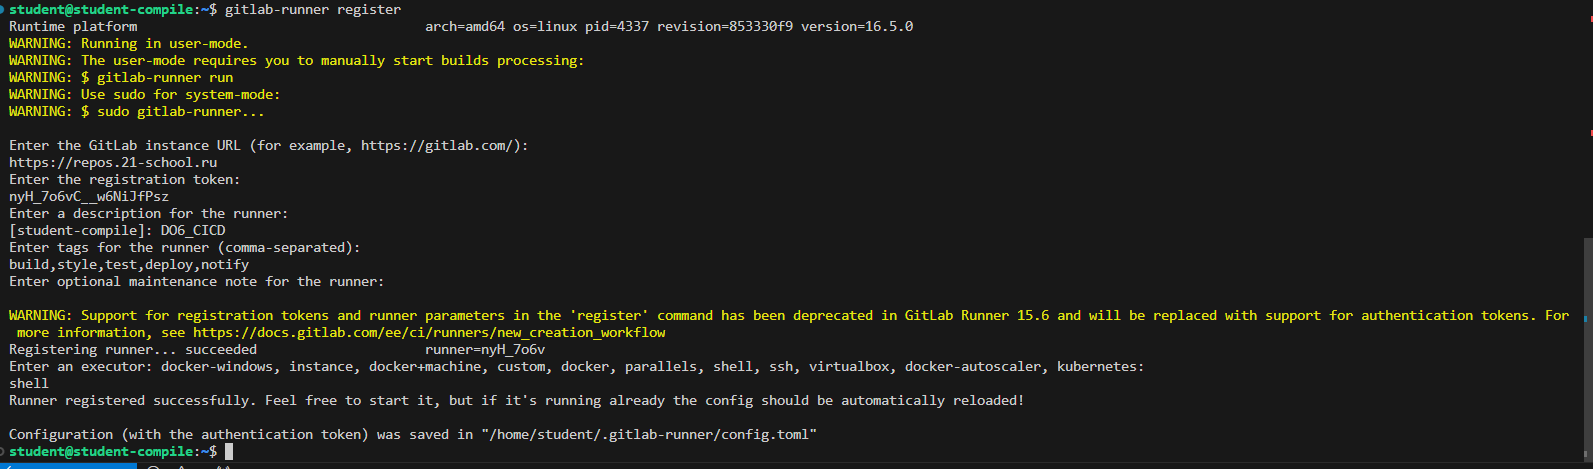 student@student-compile:~$ gitlab-runner register
Runtime platform                                    arch=amd64 os=linux pid=4337 revision=853330f9 version=16.5.0
WARNING: Running in user-mode.
WARNING: The user-mode requires you to manually start builds processing:
WARNING: $ gitlab-runner run
WARNING: Use sudo for system-mode:
WARNING: $ sudo gitlab-runner...
Enter the GitLab instance URL (for example, https://gitlab.com/):
https://repos.21-school.ru
Enter the registration token:
nyH_7o6vC__w6NiJfPsz
Enter a description for the runner:
[student-compile]: DO6_CICD
Enter tags for the runner (comma-separated):
build,style,test,deploy,notify
Enter optional maintenance note for the runner:
WARNING: Support for registration tokens and runner parameters in the 'register' command has been deprecated in GitLab Runner 15.6 and will be replaced with support for authentication tokens. For
more information, see https://docs.gitlab.com/ee/ci/runners/new_creation_workflow
Registering runner... succeeded                     runner=nyH_7o6v
Enter an executor: docker-windows, instance, docker+machine, custom, docker, parallels, shell, ssh, virtualbox, docker-autoscaler, kubernetes:
shell
Runner registered successfully. Feel free to start it, but if it's running already the config should be automatically reloaded!
Configuration (with the authentication token) was saved in "/home/student/.gitlab-runner/config.toml"
student@student-compile:~$